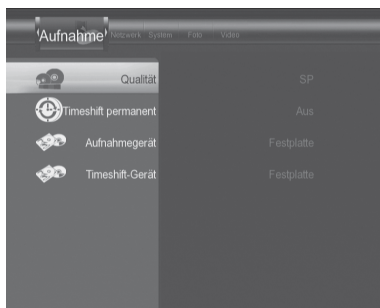 Aufnahme Netzwerk System Foto Video
Qualität SP
Timeshift permanent Aus
Aufnahmegerät Festplatte
Timeshift-Gerät Festplatte